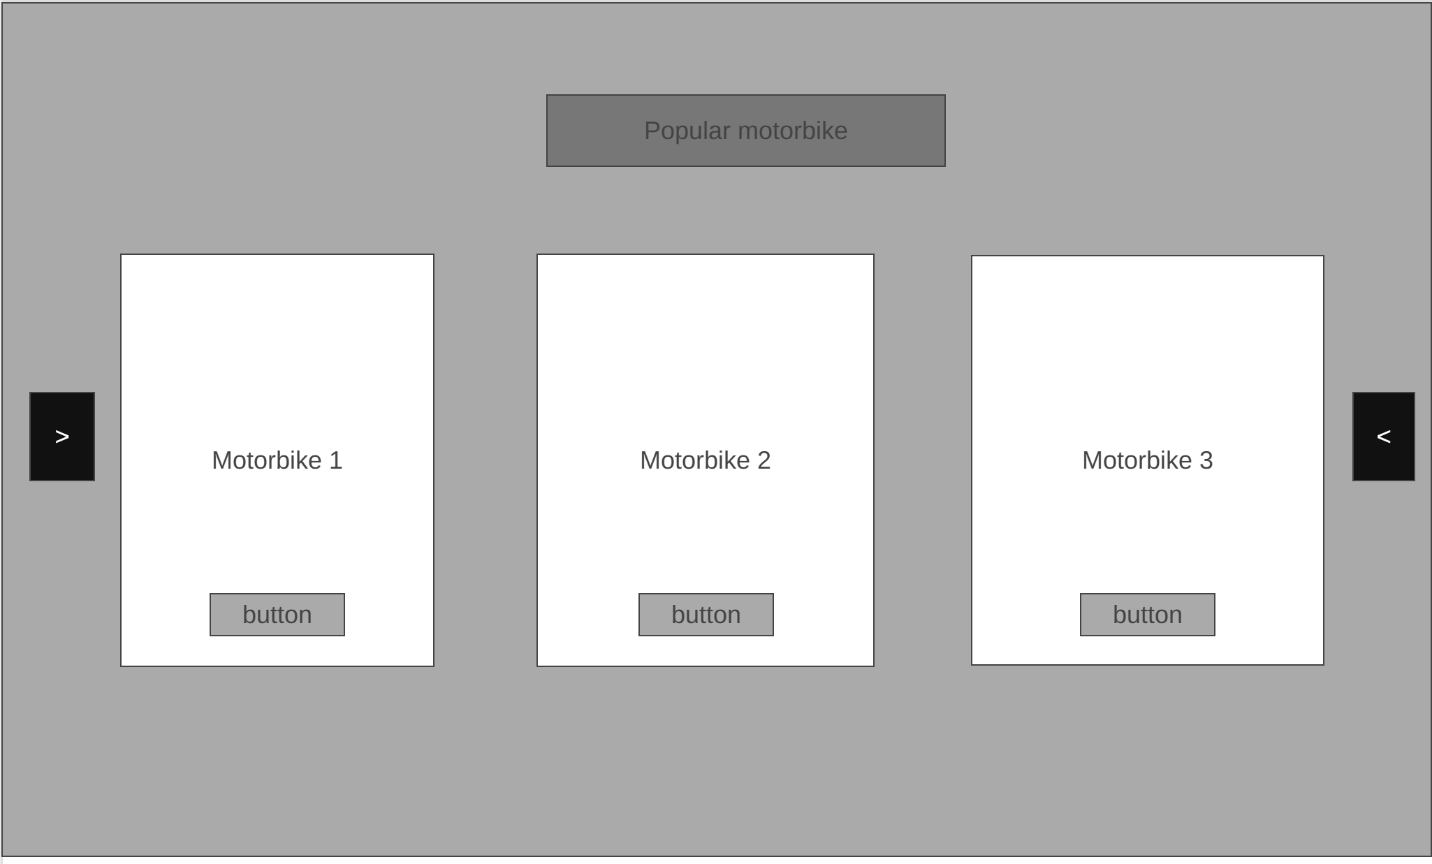 Popular motorbike
>
Motorbike 1
Motorbike 2
Motorbike 3
<
button
button
button